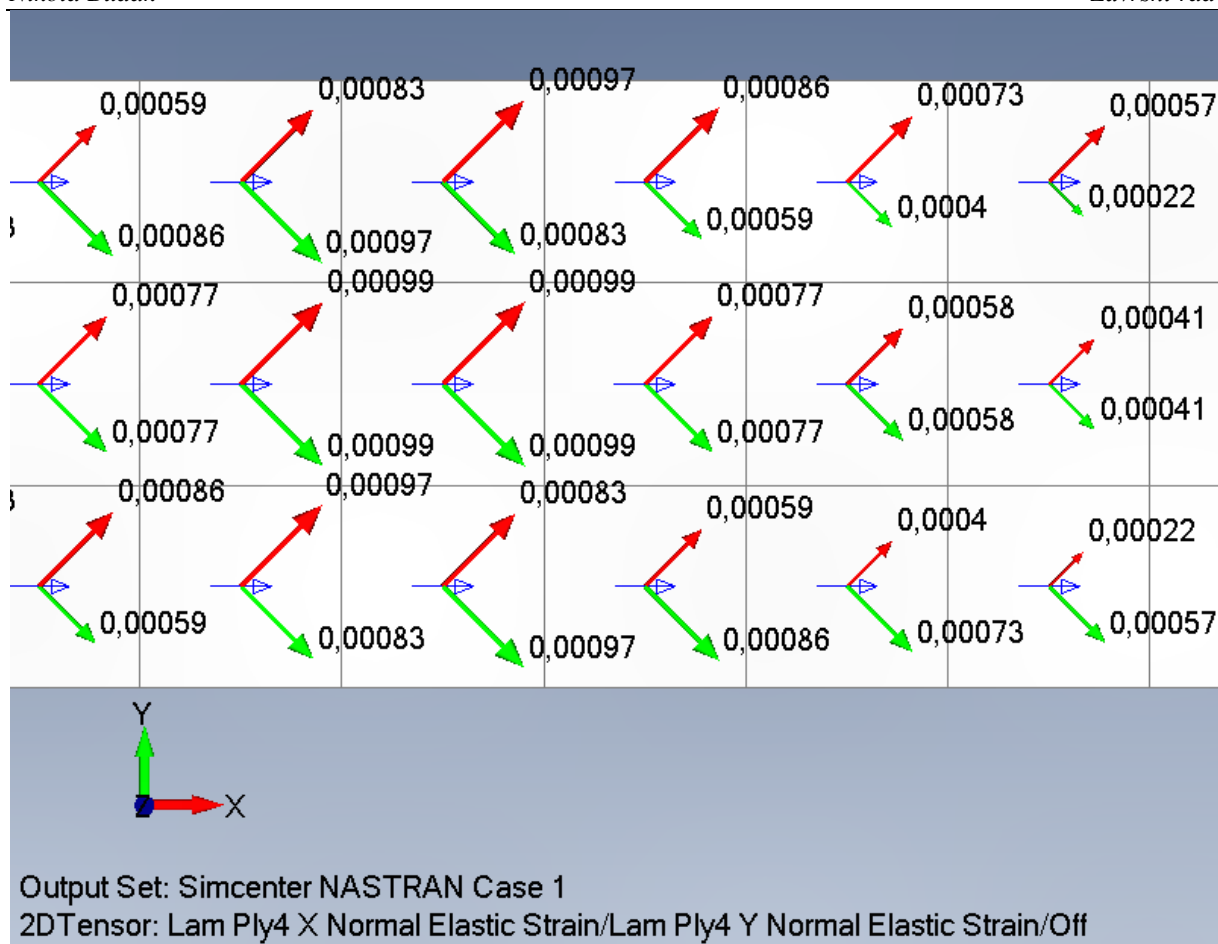 0,00059 0,00083 0,00097 0,00086 0,00073 0,00057
0,00086 0,00097 0,00083 0,00059 0,0004 0,00022
0,00077 0,00099 0,00099 0,00077 0,00058 0,00041
0,00077 0,00099 0,00099 0,00077 0,00058 0,00041
0,00086 0,00097 0,00083 0,00059 0,0004 0,00022
0,00059 0,00083 0,00097 0,00086 0,00073 0,00057
Y
X
Output Set: Simcenter NASTRAN Case 1
2DTensor: Lam Ply4 X Normal Elastic Strain/Lam Ply4 Y Normal Elastic Strain/Off